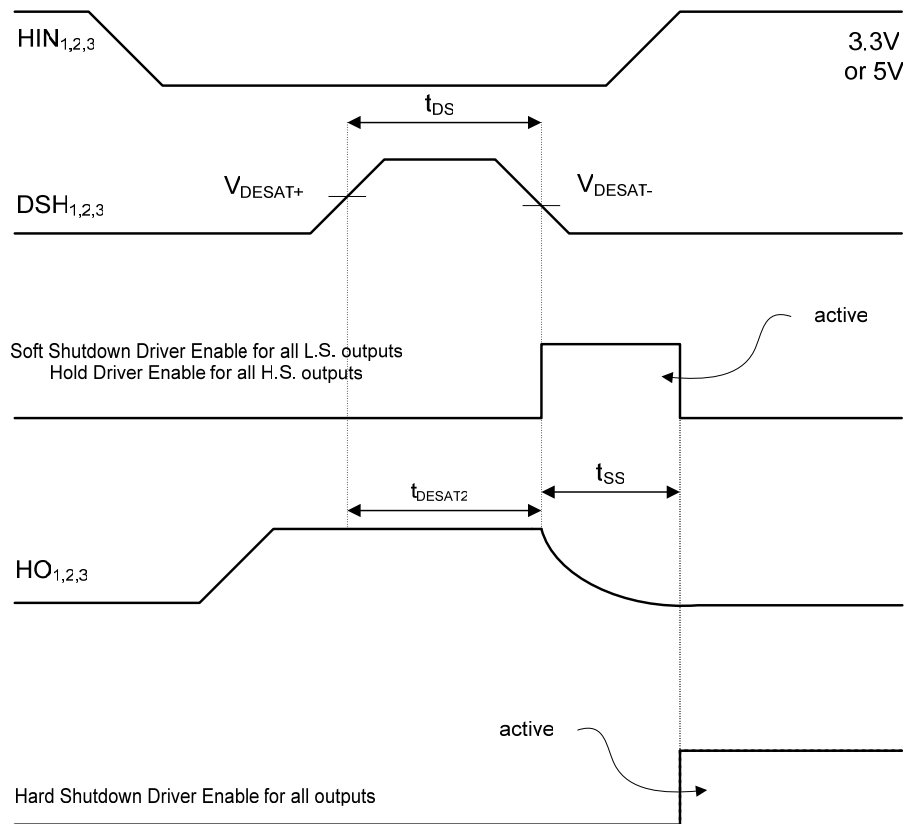 HIN1,2,3
3.3V
or 5V
tDS
VDESAT+
VDESAT-
DSH1,2,3
active
Soft Shutdown Driver Enable for all L.S. outputs
Hold Driver Enable for all H.S. outputs
tSS
tDESAT2
HO1,2,3
active
Hard Shutdown Driver Enable for all outputs